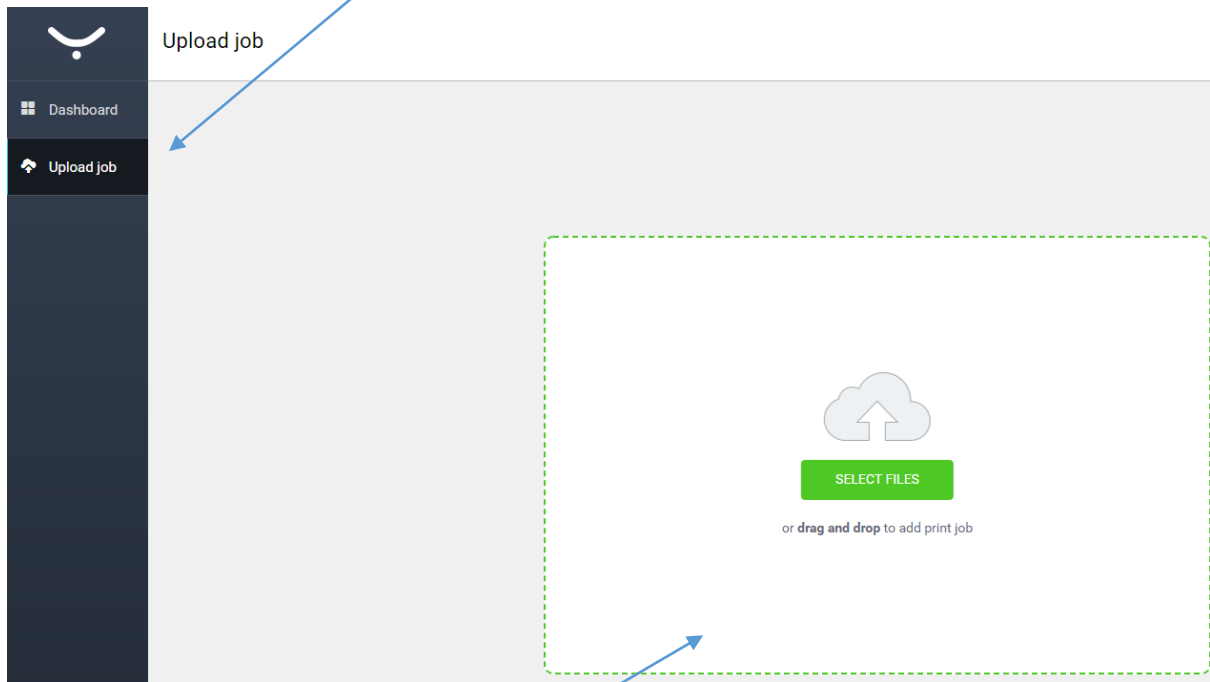 Upload job
Dashboard
Upload job
SELECT FILES
or drag and drop to add print job